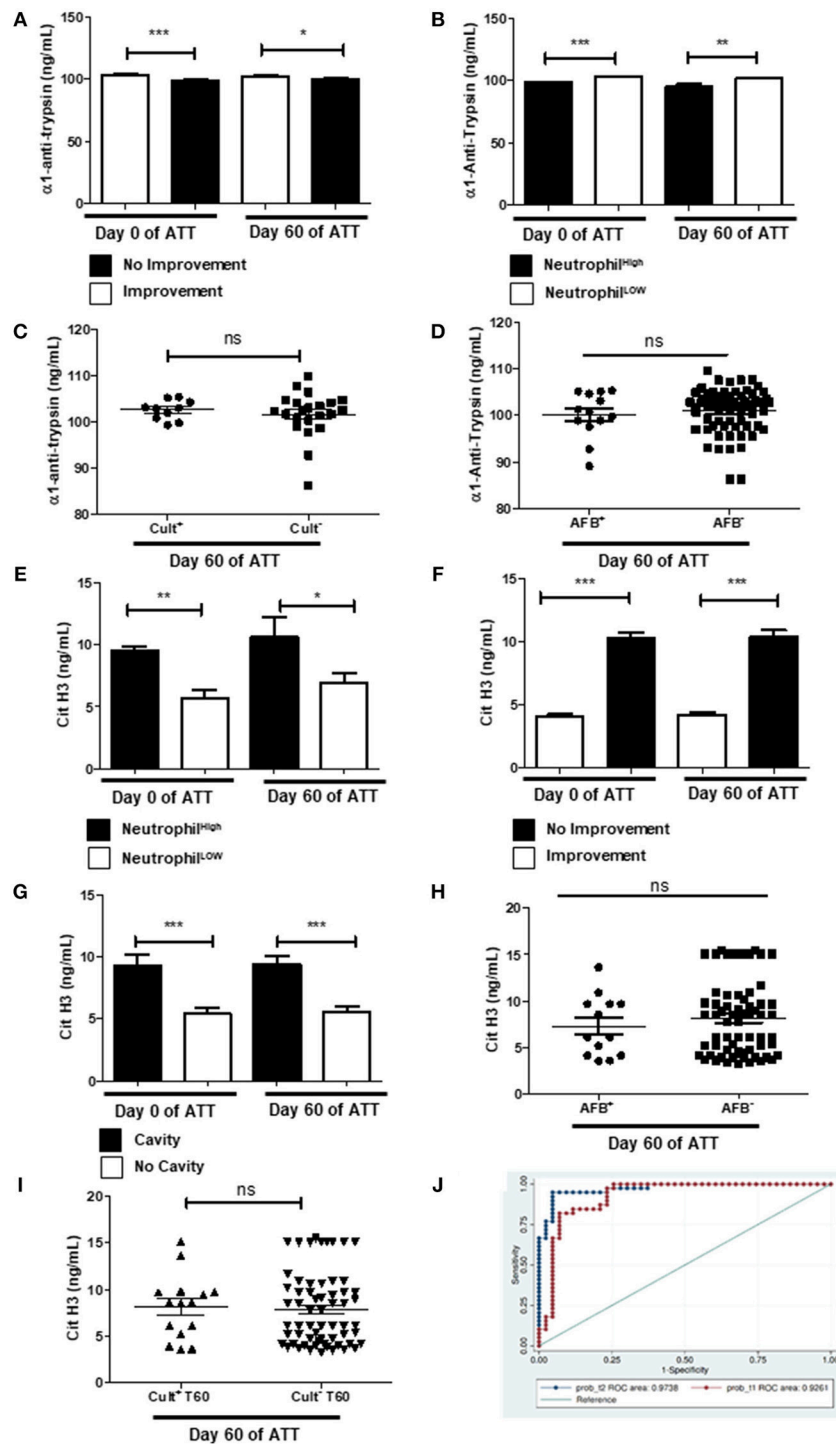 A
α1-anti-trypsin (ng/mL)
150
100
50
0
***
*
Day 0 of ATT
Day 60 of ATT
No Improvement
Improvement
B
α1-Anti-Trypsin (ng/mL)
150
100
50
0
***
**
Day 0 of ATT
Day 60 of ATT
Neutrophil^High
Neutrophil^LOW
C
α1-anti-trypsin (ng/mL)
120
110
100
90
80
ns
Cult⁺
Cult⁻
Day 60 of ATT
D
α1-Anti-Trypsin (ng/mL)
120
110
100
90
80
ns
AFB⁺
AFB⁻
Day 60 of ATT
E
Cit H3 (ng/mL)
15
10
5
0
**
*
Day 0 of ATT
Day 60 of ATT
Neutrophil^High
Neutrophil^LOW
F
Cit H3 (ng/mL)
15
10
5
0
***
***
Day 0 of ATT
Day 60 of ATT
No Improvement
Improvement
G
Cit H3 (ng/mL)
15
10
5
0
***
***
Day 0 of ATT
Day 60 of ATT
Cavity
No Cavity
H
Cit H3 (ng/mL)
20
15
10
5
0
ns
AFB⁺
AFB⁻
Day 60 of ATT
I
Cit H3 (ng/mL)
20
15
10
5
0
ns
Cult⁺ T60
Cult⁻ T60
Day 60 of ATT
J
Sensitivity
1.00
0.75
0.50
0.25
0.00
0.00
0.25
0.50
0.75
1.00
1-Specificity
prob_t2 ROC area: 0.9738
prob_t1 ROC area: 0.9261
Reference